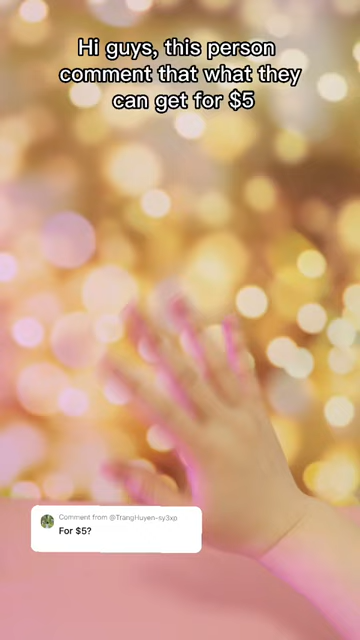 Hi guys, this person
comment that what they
can get for $5
Comment from @TrangHuyen-sy3xp
For $5?